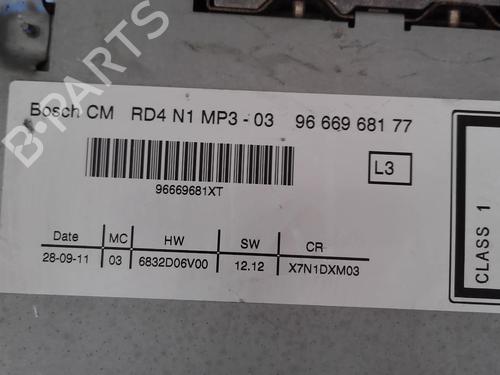 B-PARTS
Bosch CM RD4 N1 MP3 - 03 96 669 681 77
L3
96669681XT
Date MC HW SW CR
28-09-11 03 6832D06V00 12.12 X7N1DXM03
CLASS 1